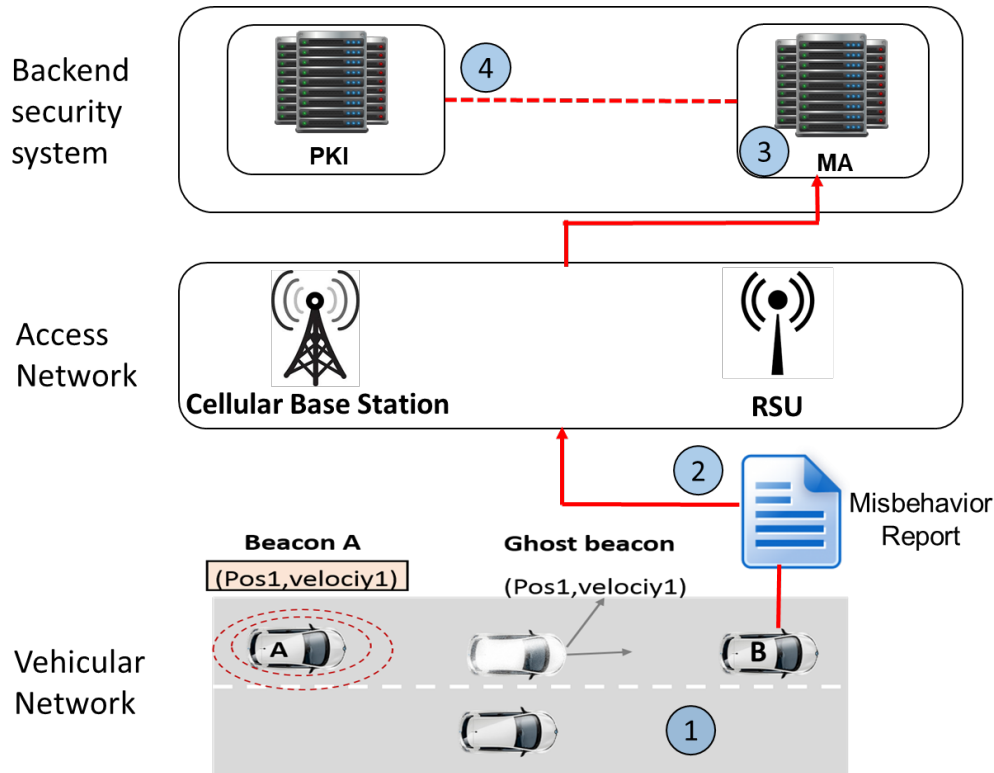 Backend
security
system
PKI
4
3
MA
Access
Network
Cellular Base Station
RSU
2
Misbehavior
Report
Beacon A
(Pos1,velociy1)
Ghost beacon
(Pos1,velociy1)
Vehicular
Network
A
B
1